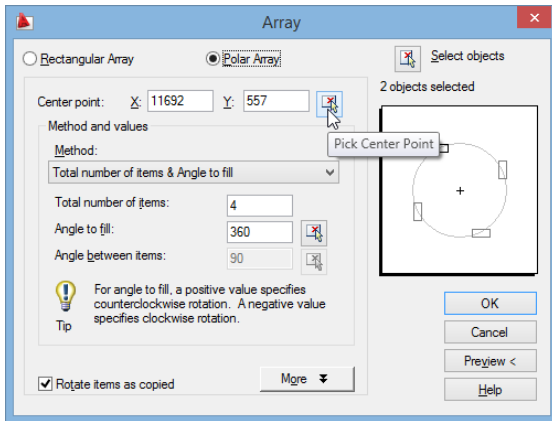 Array
Rectangular Array
Polar Array
Select objects
2 objects selected
Center point: X: 11692 Y: 557
Pick Center Point
Method and values
Method:
Total number of items & Angle to fill
Total number of items: 4
Angle to fill: 360
Angle between items: 90
Tip
For angle to fill, a positive value specifies
counterclockwise rotation. A negative value
specifies clockwise rotation.
Rotate items as copied
More
OK
Cancel
Preview <
Help